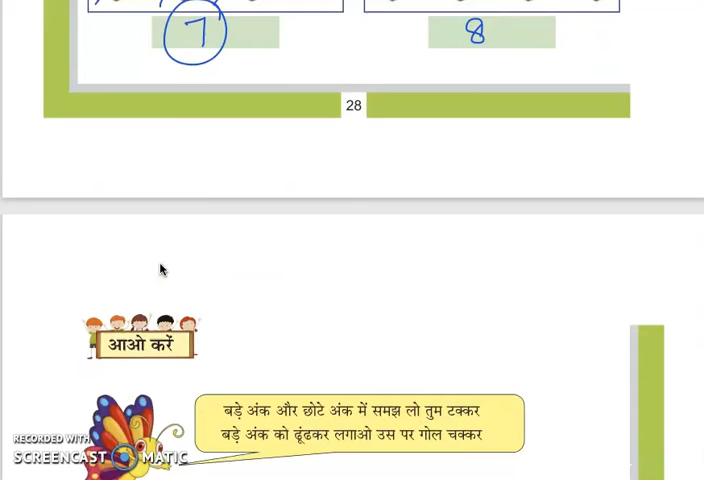 7 8
28
आओ करें
बड़े अंक और छोटे अंक में समझ लो तुम टक्कर
बड़े अंक को ढूंढकर लगाओ उस पर गोल चक्कर
RECORDED WITH
SCREENCAST MATIC